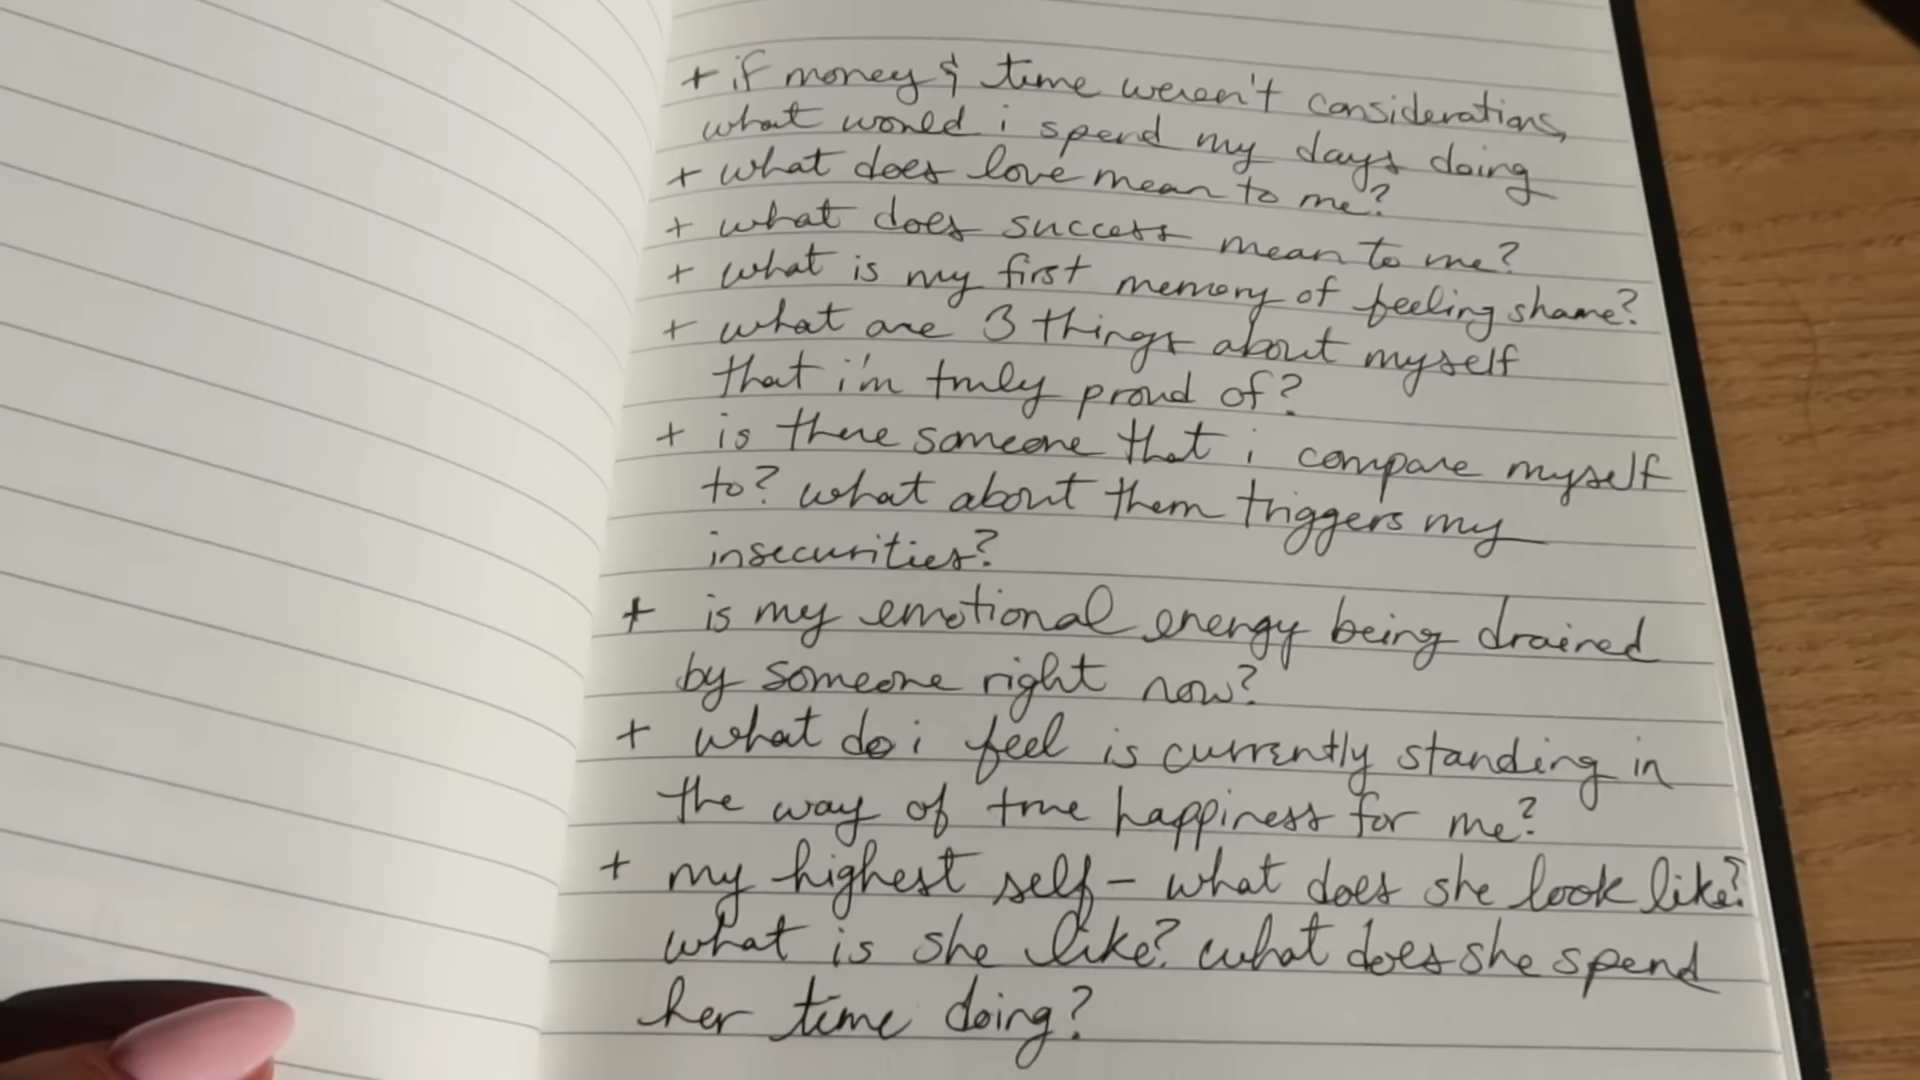 + if money & time weren't considerations,
what would i spend my days doing
+ what does love mean to me?
+ what does success mean to me?
+ what is my first memory of feeling shame?
+ what are 3 things about myself
that i'm truly proud of?
+ is there someone that i compare myself
to? what about them triggers my
insecurities?
+ is my emotional energy being drained
by someone right now?
+ what do i feel is currently standing in
the way of true happiness for me?
+ my highest self - what does she look like?
what is she like? what does she spend
her time doing?